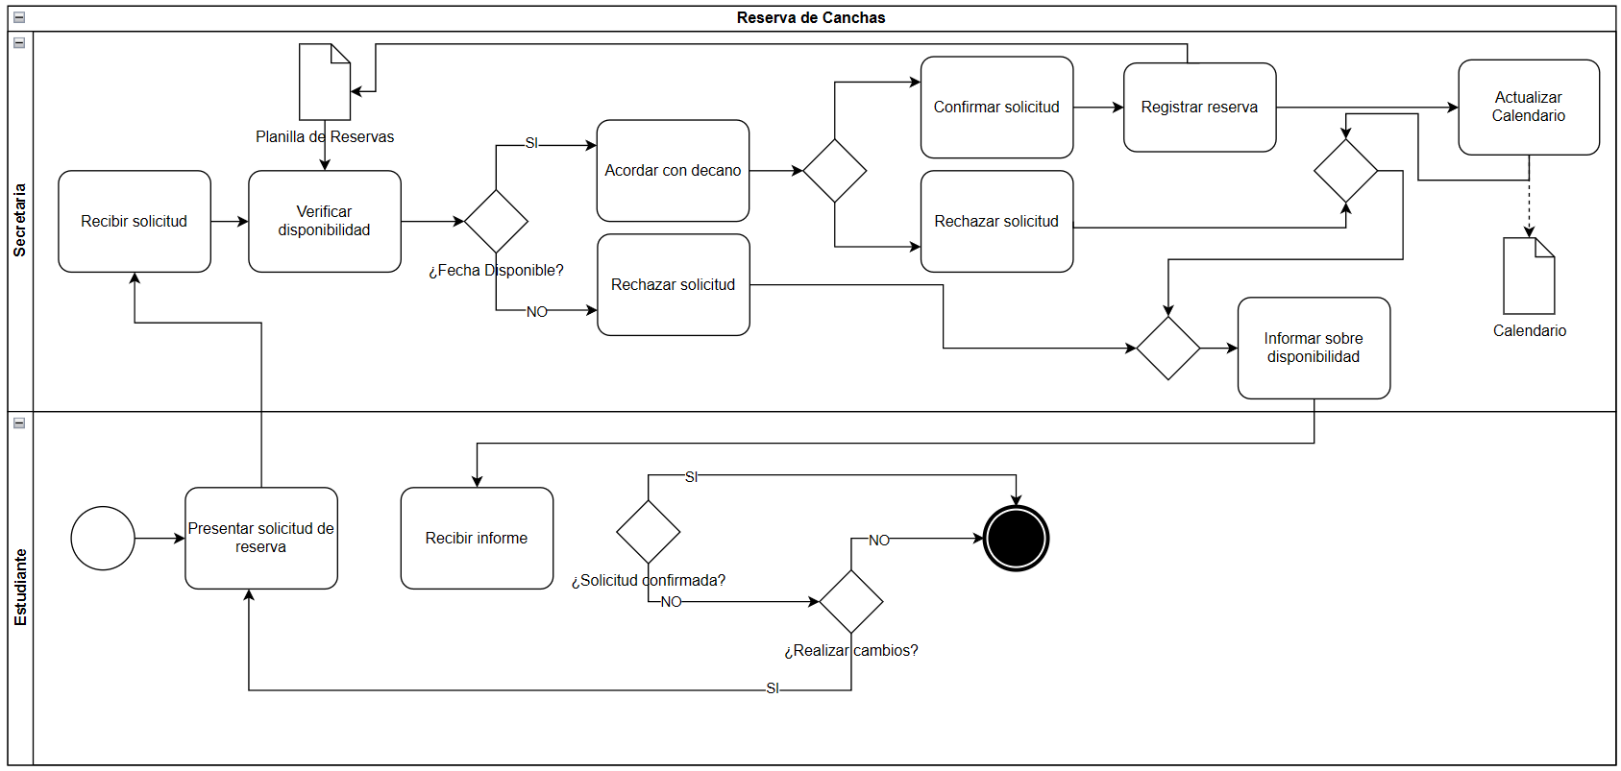 Reserva de Canchas
Secretaria
Planilla de Reservas
Recibir solicitud
Verificar
disponibilidad
¿Fecha Disponible?
SI
NO
Acordar con decano
Rechazar solicitud
Confirmar solicitud
Rechazar solicitud
Registrar reserva
Actualizar
Calendario
Calendario
Informar sobre
disponibilidad
Estudiante
Presentar solicitud de
reserva
Recibir informe
¿Solicitud confirmada?
SI
NO
¿Realizar cambios?
NO
SI